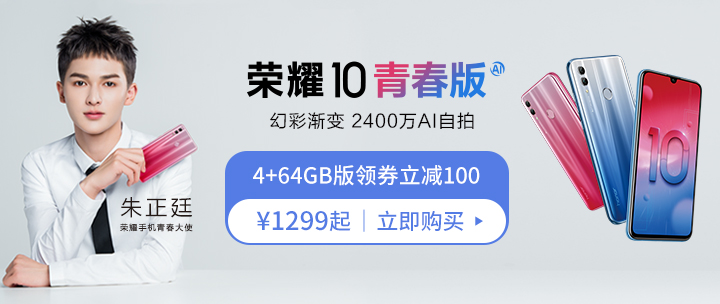 荣耀10青春版 AI
幻彩渐变 2400万AI自拍
4+64GB版领券立减100
¥1299起 | 立即购买
朱正廷
荣耀手机青春大使
10